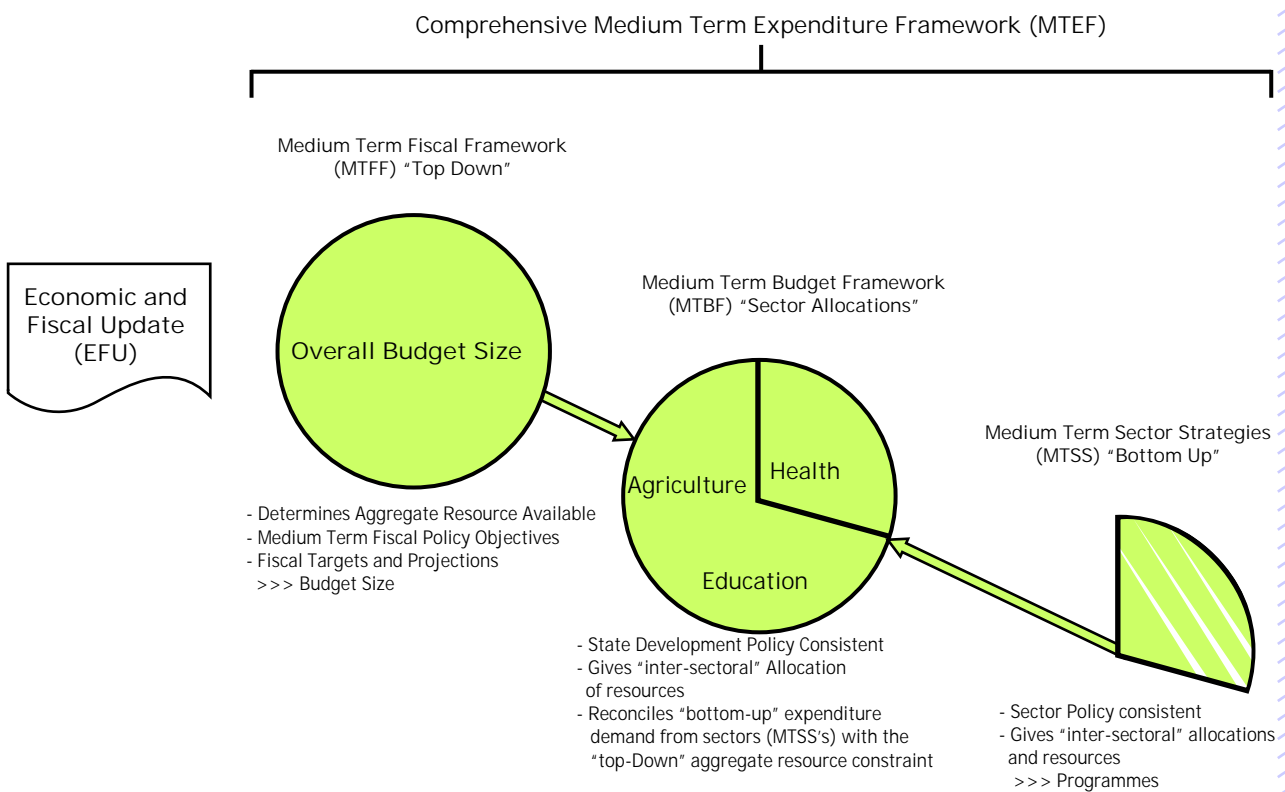 Comprehensive Medium Term Expenditure Framework (MTEF)
Medium Term Fiscal Framework
(MTFF) “Top Down”
Economic and
Fiscal Update
(EFU)
Overall Budget Size
- Determines Aggregate Resource Available
- Medium Term Fiscal Policy Objectives
- Fiscal Targets and Projections
>>> Budget Size
Medium Term Budget Framework
(MTBF) “Sector Allocations”
Agriculture
Health
Education
- State Development Policy Consistent
- Gives “inter-sectoral” Allocation
of resources
- Reconciles “bottom-up” expenditure
demand from sectors (MTSS's) with the
“top-Down” aggregate resource constraint
Medium Term Sector Strategies
(MTSS) “Bottom Up”
- Sector Policy consistent
- Gives “inter-sectoral” allocations
and resources
>>> Programmes